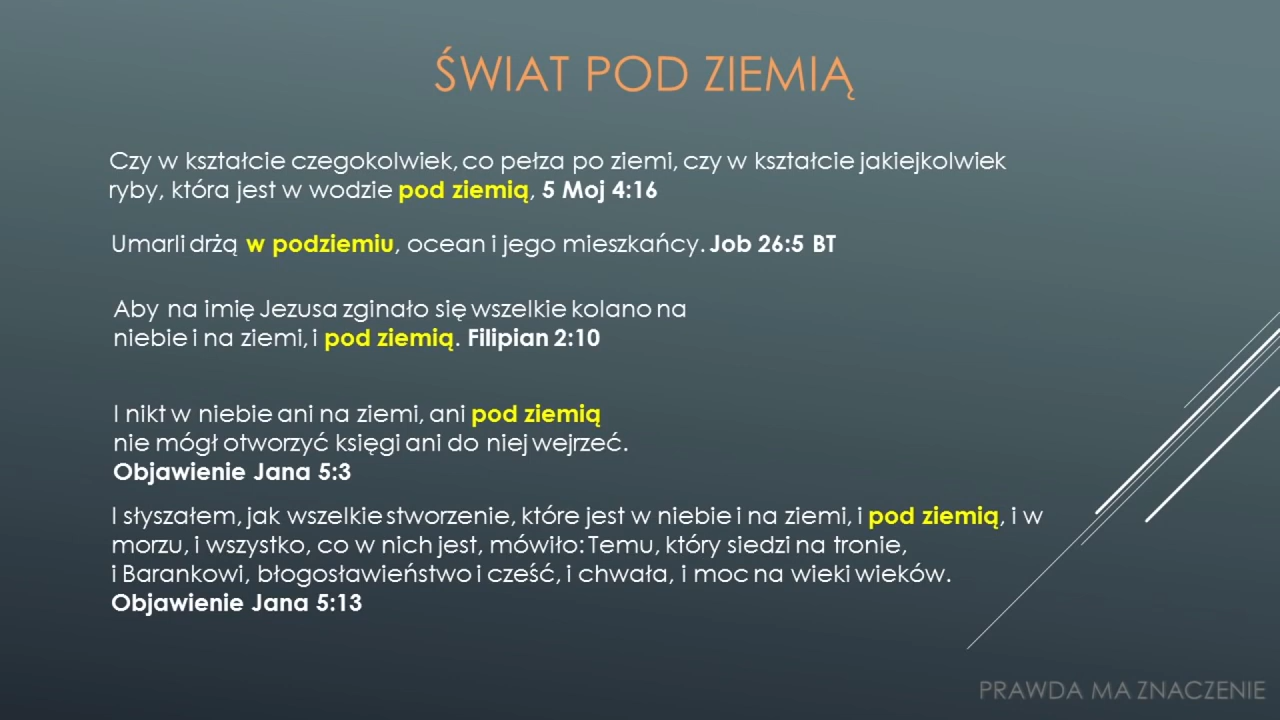 ŚWIAT POD ZIEMIĄ
Czy w kształcie czegokolwiek, co pełza po ziemi, czy w kształcie jakiejkolwiek
ryby, która jest w wodzie pod ziemią, 5 Moj 4:16
Umarli drżą w podziemiu, ocean i jego mieszkańcy. Job 26:5 BT
Aby na imię Jezusa zginało się wszelkie kolano na
niebie i na ziemi, i pod ziemią. Filipian 2:10
I nikt w niebie ani na ziemi, ani pod ziemią
nie mógł otworzyć księgi ani do niej wejrzeć.
Objawienie Jana 5:3
I słyszałem, jak wszelkie stworzenie, które jest w niebie i na ziemi, i pod ziemią, i w
morzu, i wszystko, co w nich jest, mówiło: Temu, który siedzi na tronie,
i Barankowi, błogosławieństwo i cześć, i chwała, i moc na wieki wieków.
Objawienie Jana 5:13
PRAWDA MA ZNACZENIE